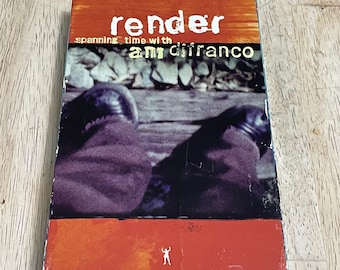 render
spanning time with
ani difranco